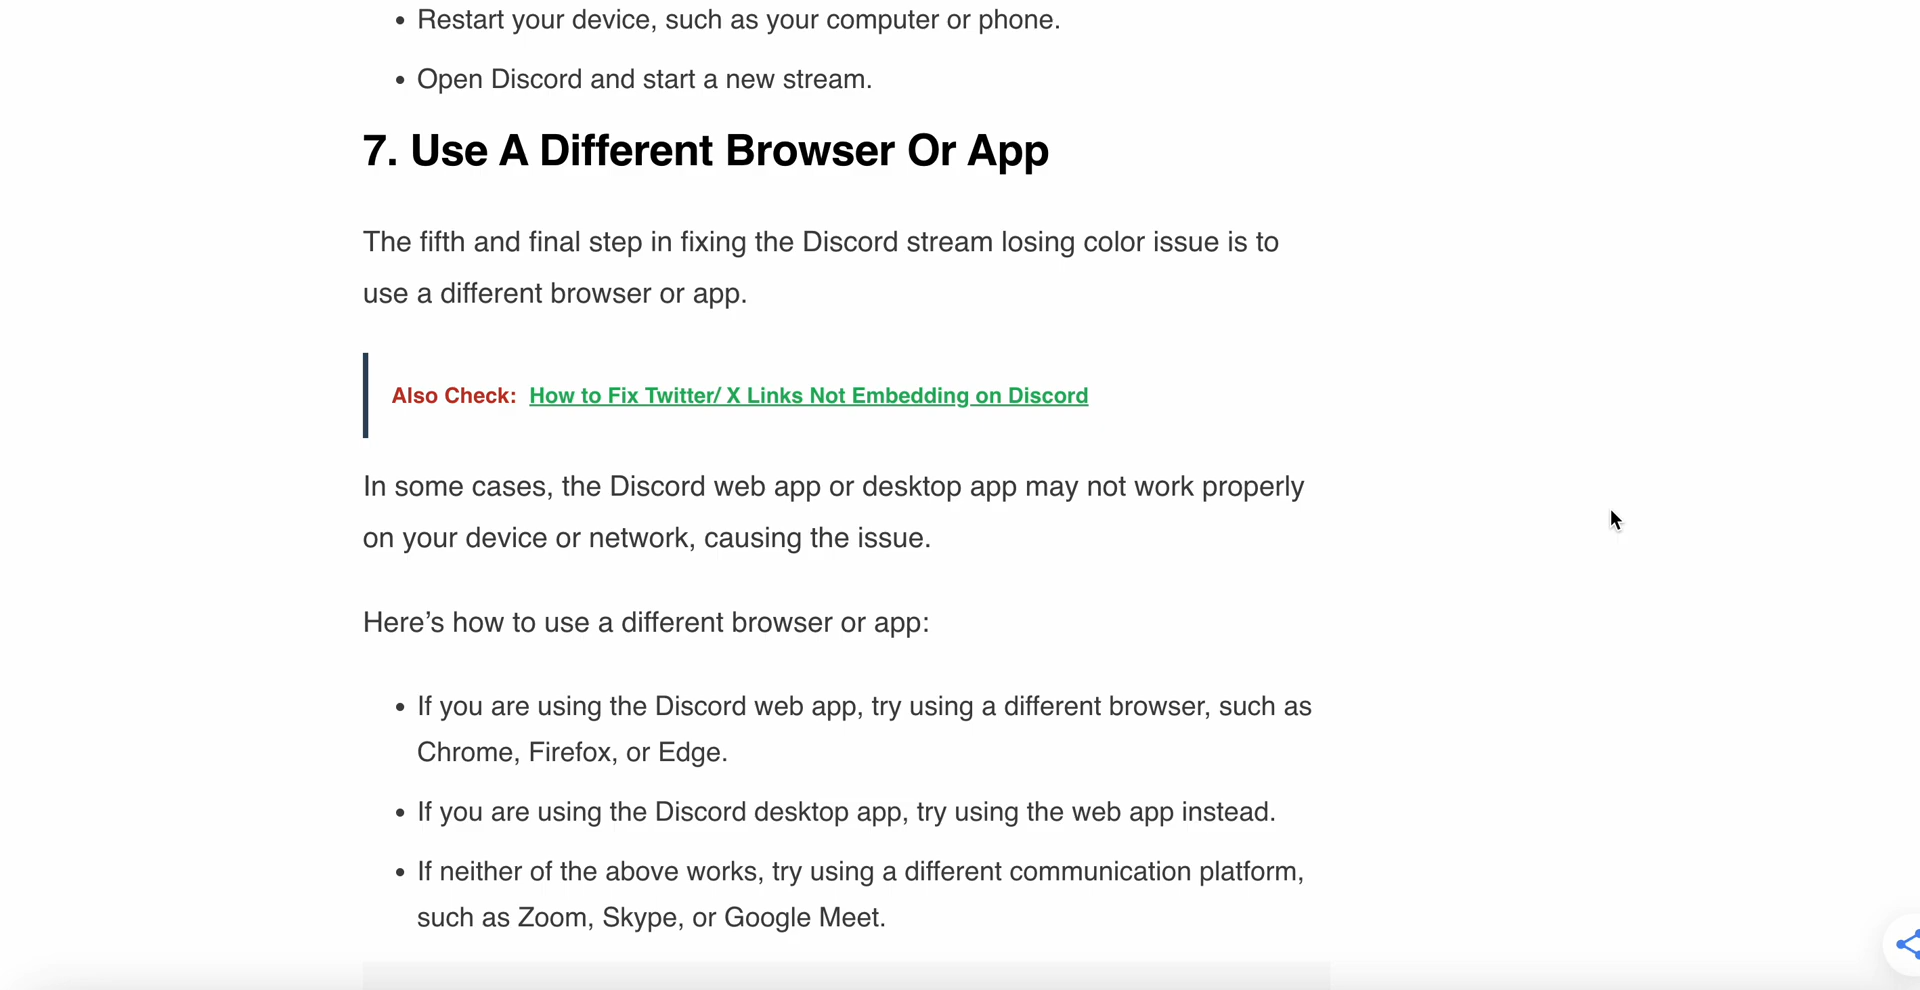 • Restart your device, such as your computer or phone.
• Open Discord and start a new stream.
7. Use A Different Browser Or App
The fifth and final step in fixing the Discord stream losing color issue is to
use a different browser or app.
Also Check: How to Fix Twitter/ X Links Not Embedding on Discord
In some cases, the Discord web app or desktop app may not work properly
on your device or network, causing the issue.
Here’s how to use a different browser or app:
• If you are using the Discord web app, try using a different browser, such as
Chrome, Firefox, or Edge.
• If you are using the Discord desktop app, try using the web app instead.
• If neither of the above works, try using a different communication platform,
such as Zoom, Skype, or Google Meet.